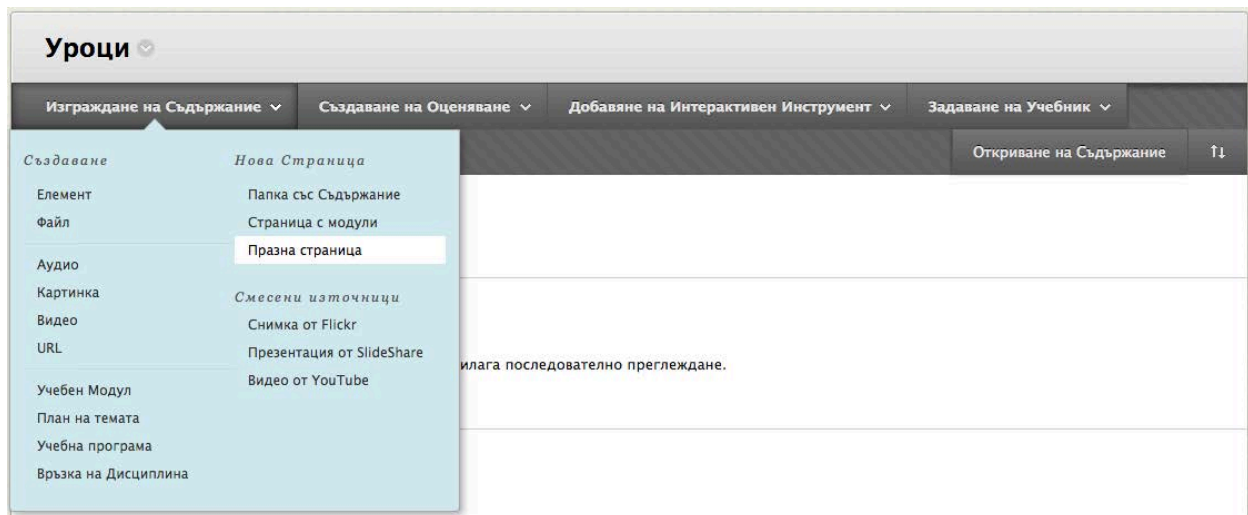 Уроци
Изграждане на Съдържание
Създаване на Оценяване
Добавяне на Интерактивен Инструмент
Задаване на Учебник
Откриване на Съдържание
Създаване
Елемент
Файл
Аудио
Картинка
Видео
URL
Учебен Модул
План на темата
Учебна програма
Връзка на Дисциплина
Нова Страница
Папка със Съдържание
Страница с модули
Празна страница
Смесени източници
Снимка от Flickr
Презентация от SlideShare
Видео от YouTube
илага последователно преглеждане.